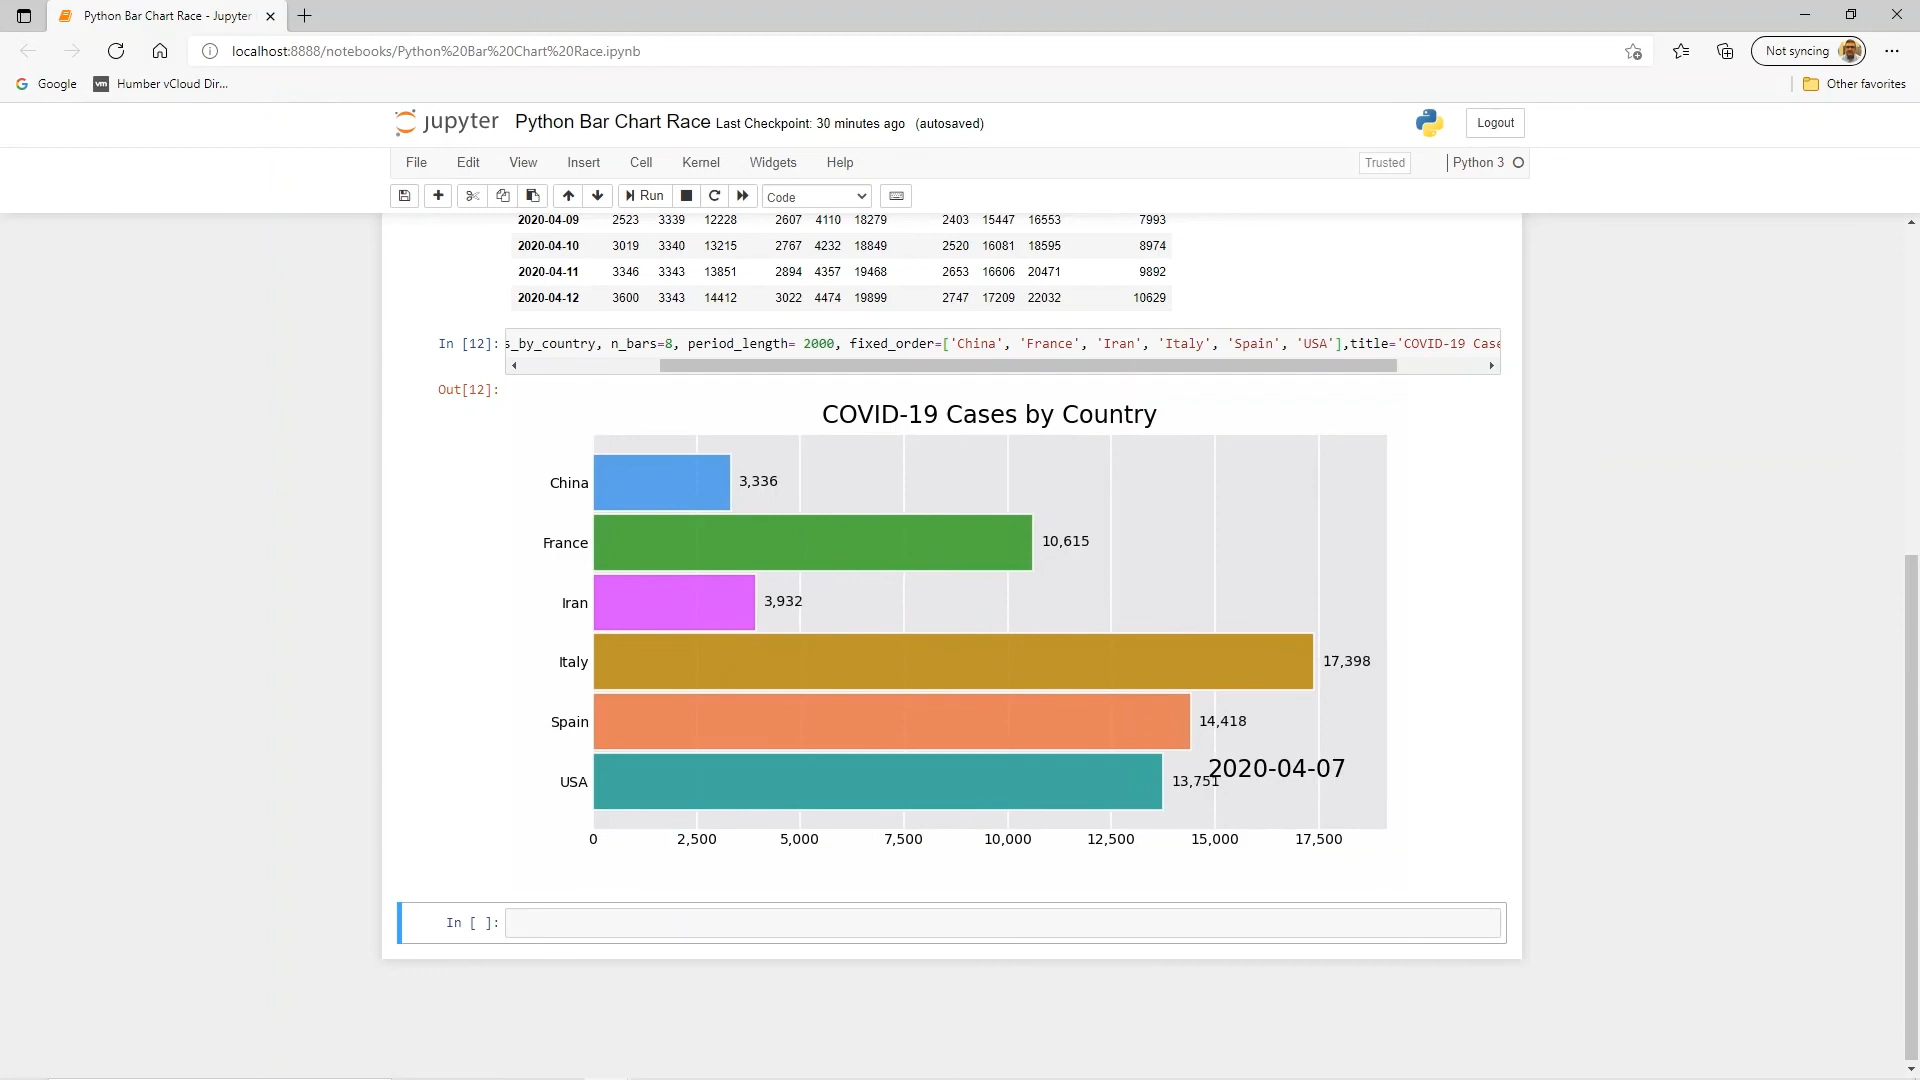 Python Bar Chart Race - Jupyter
localhost:8888/notebooks/Python%20Bar%20Chart%20Race.ipynb
Not syncing
Google
vm
Humber vCloud Dir...
Other favorites
jupyter
Python Bar Chart Race Last Checkpoint: 30 minutes ago (autosaved)
Logout
File Edit View Insert Cell Kernel Widgets Help
Trusted
Python 3
Run
Code
2020-04-09 2523 3339 12228 2607 4110 18279 2403 15447 16553 7993
2020-04-10 3019 3340 13215 2767 4232 18849 2520 16081 18595 8974
2020-04-11 3346 3343 13851 2894 4357 19468 2653 16606 20471 9892
2020-04-12 3600 3343 14412 3022 4474 19899 2747 17209 22032 10629
In [12]: s_by_country, n_bars=8, period_length= 2000, fixed_order=['China', 'France', 'Iran', 'Italy', 'Spain', 'USA'],title='COVID-19 Case
Out[12]:
COVID-19 Cases by Country
China 3,336
France 10,615
Iran 3,932
Italy 17,398
Spain 14,418
2020-04-07
USA 13,751
0 2,500 5,000 7,500 10,000 12,500 15,000 17,500
In [ ]: